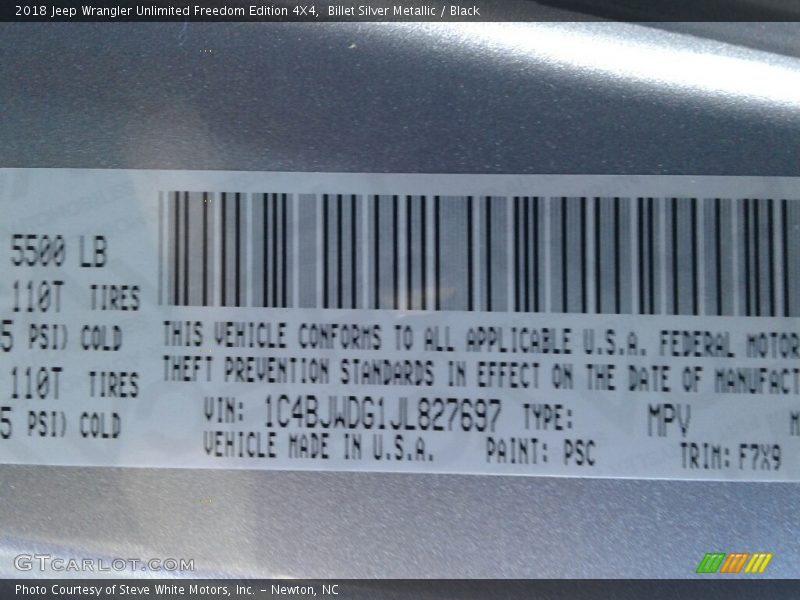 2018 Jeep Wrangler Unlimited Freedom Edition 4X4, Billet Silver Metallic / Black
5500 LB
110T TIRES
5 PSI) COLD
110T TIRES
5 PSI) COLD
THIS VEHICLE CONFORMS TO ALL APPLICABLE U.S.A. FEDERAL MOTOR
THEFT PREVENTION STANDARDS IN EFFECT ON THE DATE OF MANUFACT
VIN: 1C4BJWDG1JL827697 TYPE: MPV M
VEHICLE MADE IN U.S.A. PAINT: PSC TRIM: F7X9
GTCARLOT.COM
Photo Courtesy of Steve White Motors, Inc. – Newton, NC